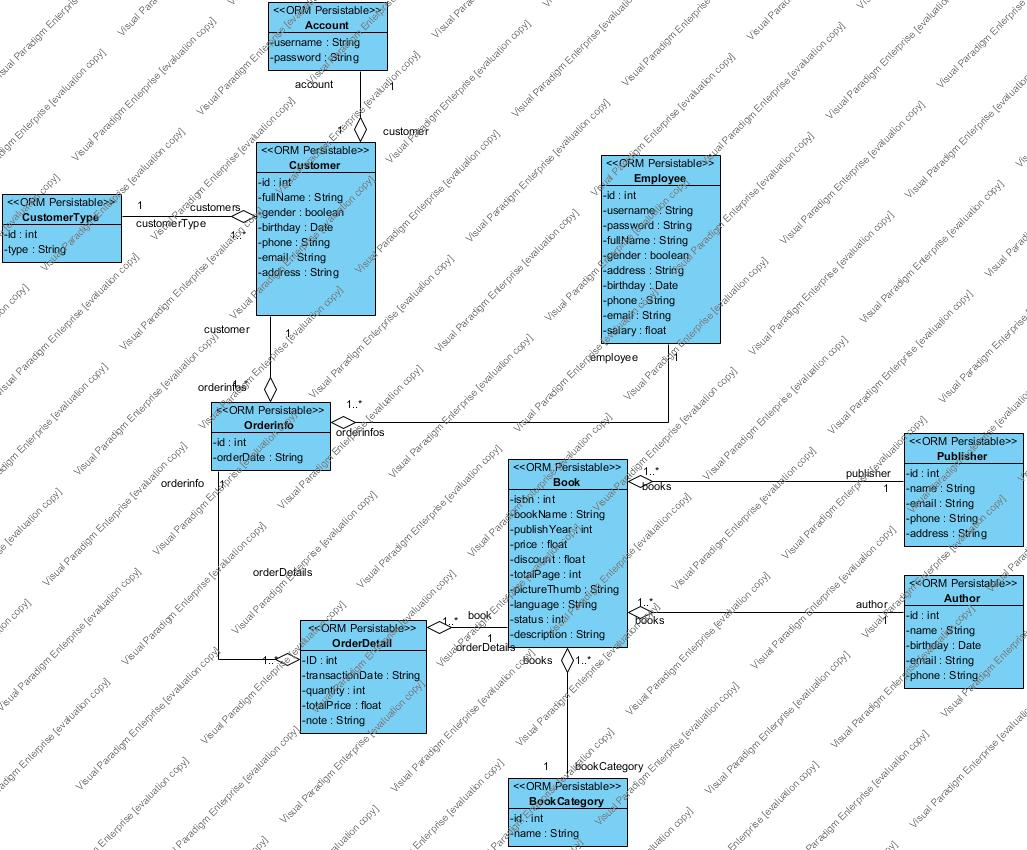 <<ORM Persistable>>
Account
-username : String
-password : String
account
1
1
customer
<<ORM Persistable>>
Customer
-id : int
-fullName : String
-gender : boolean
-birthday : Date
-phone : String
-email : String
-address : String
<<ORM Persistable>>
CustomerType
-id : int
-type : String
1
customerType
customers
1..*
<<ORM Persistable>>
Employee
-id : int
-username : String
-password : String
-fullName : String
-gender : boolean
-address : String
-birthday : Date
-phone : String
-email : String
-salary : float
employee
1
customer
1
orderinfos
1..*
<<ORM Persistable>>
Orderinfo
-id : int
-orderDate : String
1..*
orderinfos
orderinfo
1
orderDetails
1..*
<<ORM Persistable>>
OrderDetail
-ID : int
-transactionDate : String
-quantity : int
-totalPrice : float
-note : String
1..*
book
1
orderDetails
<<ORM Persistable>>
Book
-isbn : int
-bookName : String
-publishYear : int
-price : float
-discount : float
-totalPage : int
-pictureThumb : String
-language : String
-status : int
-description : String
1..*
books
publisher
1
<<ORM Persistable>>
Publisher
-id : int
-name : String
-email : String
-phone : String
-address : String
1..*
books
author
1
<<ORM Persistable>>
Author
-id : int
-name : String
-birthday : Date
-email : String
-phone : String
books
1..*
1
bookCategory
<<ORM Persistable>>
BookCategory
-id : int
-name : String
Visual Paradigm Enterprise [evaluation copy]